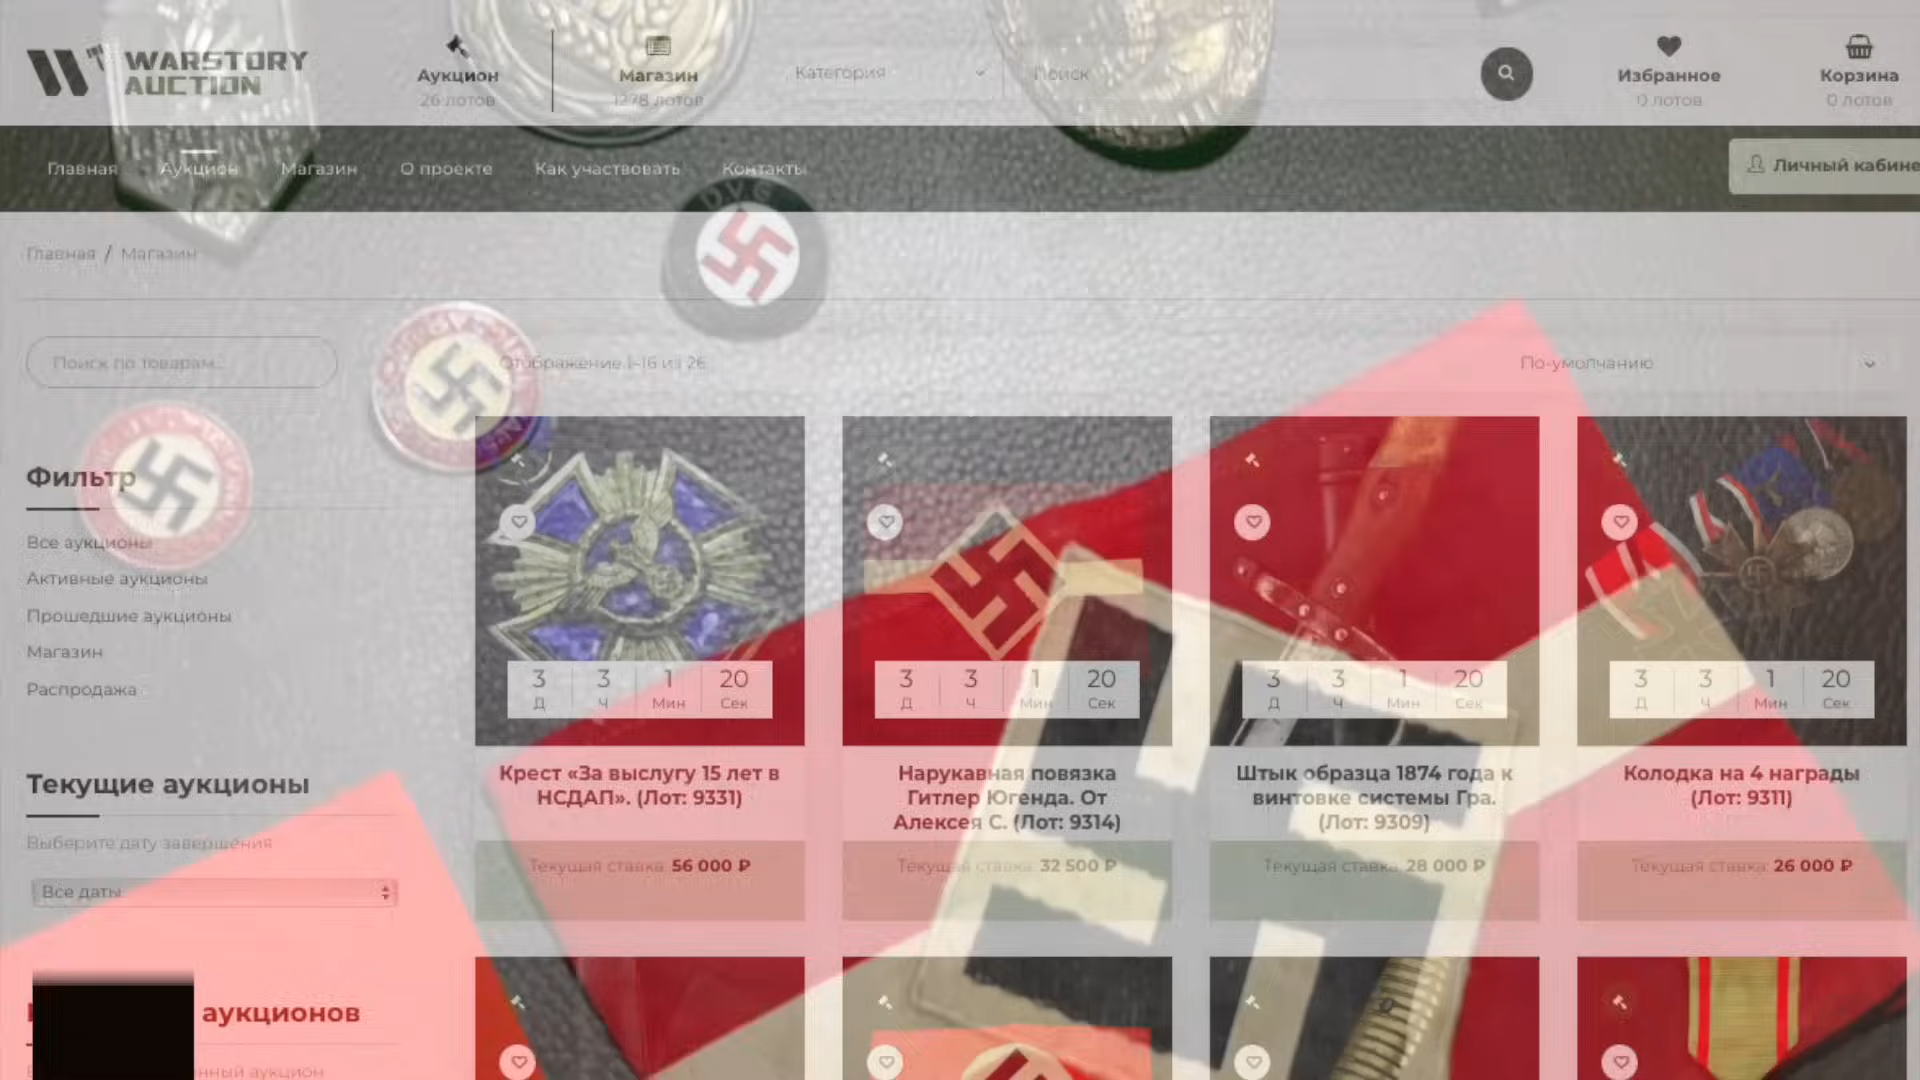 WARSTORY
AUCTION
Аукцион
26 лотов
Магазин
1278 лотов
Категория
Поиск
Избранное
0 лотов
Корзина
0 лотов
Главная
Аукцион
Магазин
О проекте
Как участвовать
Контакты
Личный кабине
Главная / Магазин
Поиск по товарам...
Отображение 1–16 из 26
По-умолчанию
Фильтр
Все аукционы
Активные аукционы
Прошедшие аукционы
Магазин
Распродажа
3 3 1 20
Д Ч Мин Сек
3 3 1 20
Д Ч Мин Сек
3 3 1 20
Д Ч Мин Сек
3 3 1 20
Д Ч Мин Сек
Крест «За выслугу 15 лет в
НСДАП». (Лот: 9331)
Текущая ставка: 56 000 ₽
Нарукавная повязка
Гитлер Югенда. От
Алексея С. (Лот: 9314)
Текущая ставка: 32 500 ₽
Штык образца 1874 года к
винтовке системы Гра.
(Лот: 9309)
Текущая ставка: 28 000 ₽
Колодка на 4 награды
(Лот: 9311)
Текущая ставка: 26 000 ₽
Текущие аукционы
Выберите дату завершения
Все даты
аукционов
аукцион